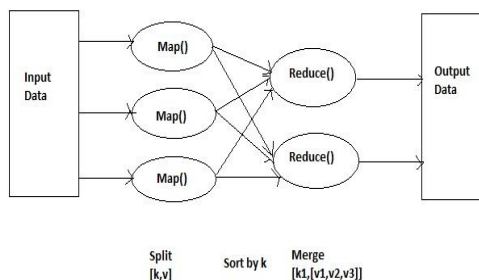 Input
Data
Map()
Map()
Map()
Reduce()
Reduce()
Output
Data
Split
[k,v]
Sort by k
Merge
[k1,[v1,v2,v3]]